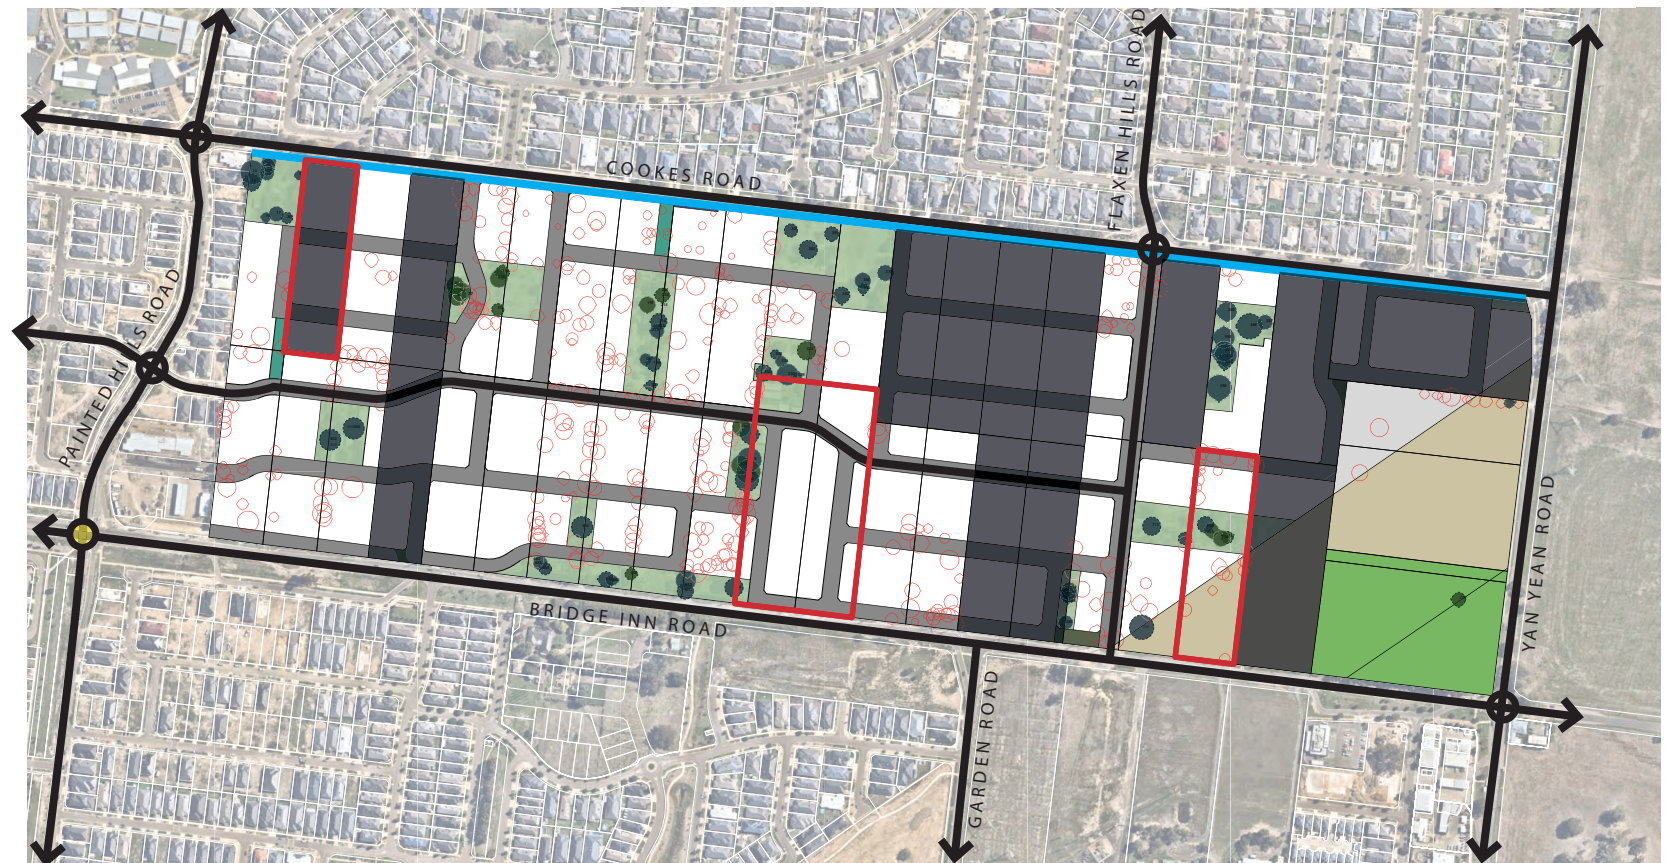 FLAXEN HILLS ROAD
COOKES ROAD
PAINTED HILLS ROAD
BRIDGE INN ROAD
YAN YEAN ROAD
GARDEN ROAD